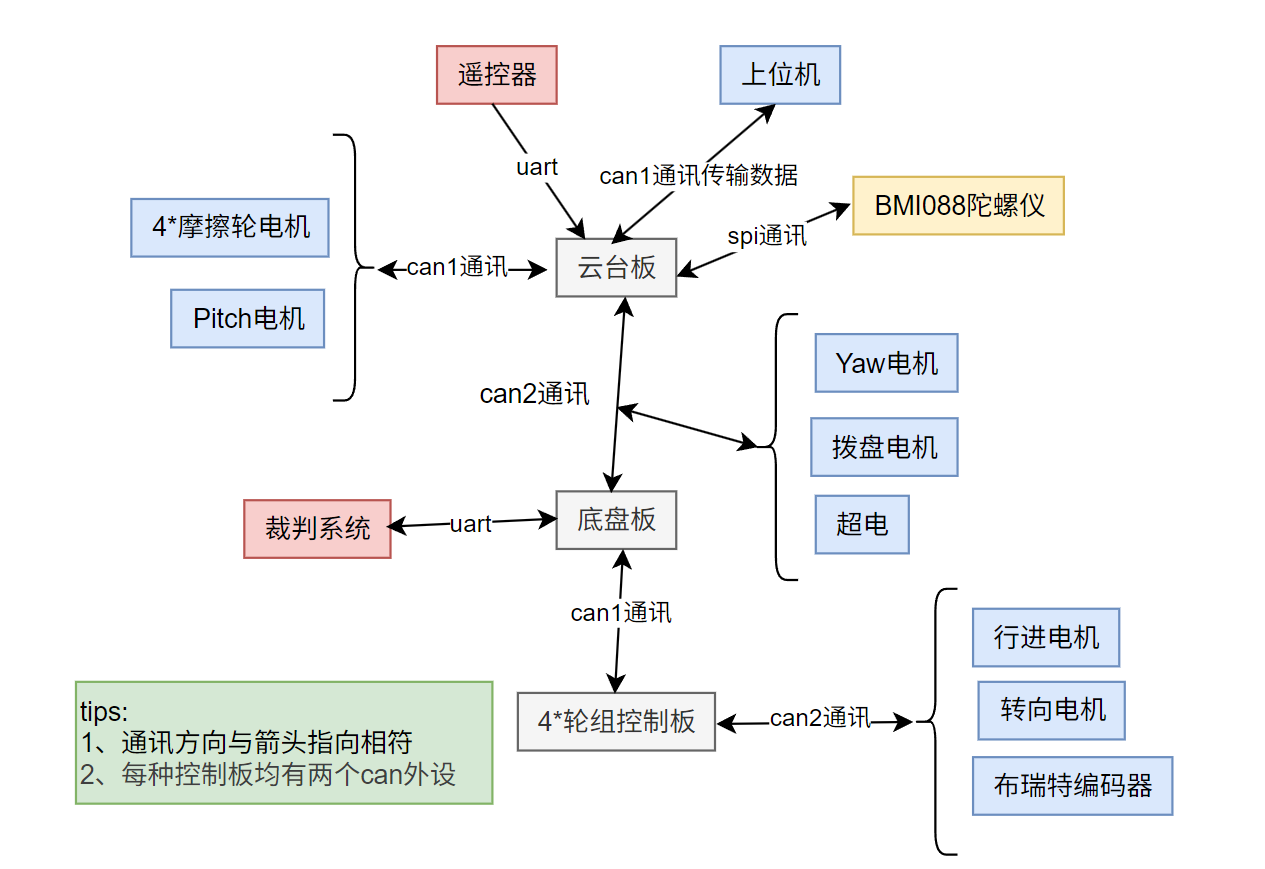 遥控器
上位机
uart
can1通讯传输数据
BMI088陀螺仪
4*摩擦轮电机
spi通讯
can1通讯
云台板
Pitch电机
Yaw电机
can2通讯
拨盘电机
裁判系统
uart
底盘板
超电
can1通讯
行进电机
4*轮组控制板
can2通讯
转向电机
布瑞特编码器
tips:
1、通讯方向与箭头指向相符
2、每种控制板均有两个can外设